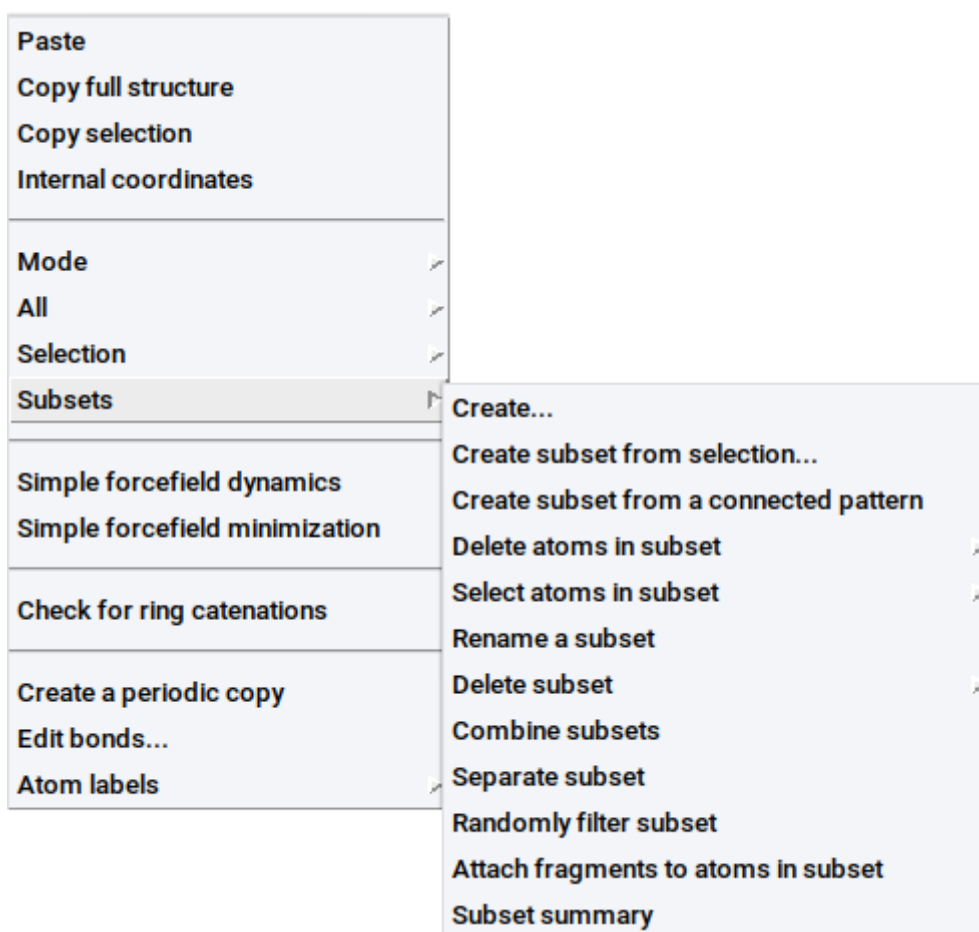 Paste
Copy full structure
Copy selection
Internal coordinates
Mode
All
Selection
Subsets
Simple forcefield dynamics
Simple forcefield minimization
Check for ring catenations
Create a periodic copy
Edit bonds...
Atom labels
Create...
Create subset from selection...
Create subset from a connected pattern
Delete atoms in subset
Select atoms in subset
Rename a subset
Delete subset
Combine subsets
Separate subset
Randomly filter subset
Attach fragments to atoms in subset
Subset summary